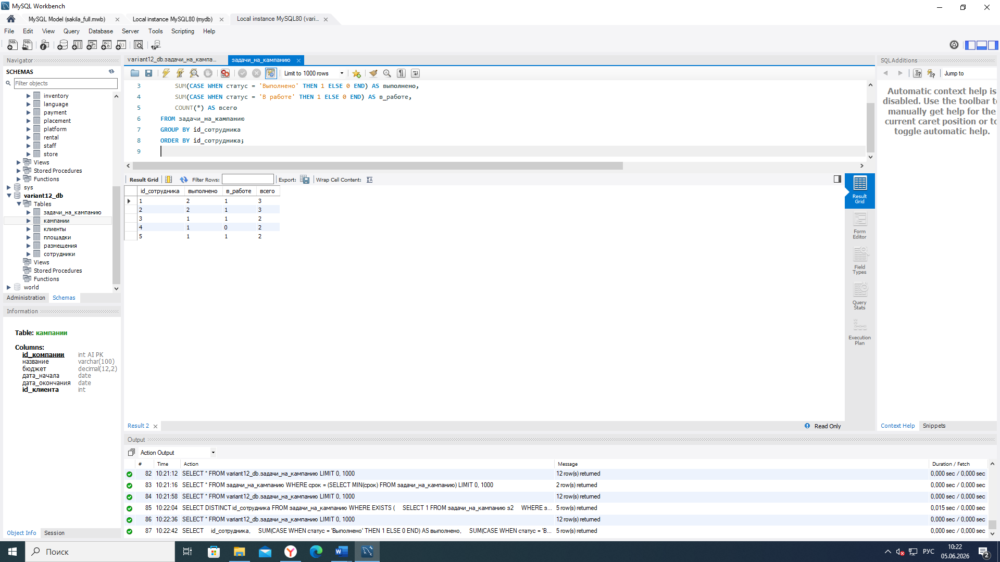 MySQL Workbench
MySQL Model (sakila_full.mwb)
Local instance MySQL80 (mydb)
Local instance MySQL80 (vari...
File Edit View Query Database Server Tools Scripting Help
Navigator
SCHEMAS
Filter objects
inventory
language
payment
placement
platform
rental
staff
store
Views
Stored Procedures
Functions
sys
variant12_db
Tables
задачи_на_кампанию
кампании
клиенты
площадки
размещения
сотрудники
Views
Stored Procedures
Functions
world
Administration Schemas
Information
Table: кампании
Columns:
id_компании int AI PK
название varchar(100)
бюджет decimal(12,2)
дата_начала date
дата_окончания date
id_клиента int
Object Info Session
variant12_db.задачи_на_кампа...
задачи_на_кампанию
Limit to 1000 rows
3 SUM(CASE WHEN статус = 'Выполнено' THEN 1 ELSE 0 END) AS выполнено,
4 SUM(CASE WHEN статус = 'В работе' THEN 1 ELSE 0 END) AS в_работе,
5 COUNT(*) AS всего
6 FROM задачи_на_кампанию
7 GROUP BY id_сотрудника
8 ORDER BY id_сотрудника;
9
Result Grid Filter Rows: Export: Wrap Cell Content:
id_сотрудника выполнено в_работе всего
1 2 1 3
2 2 1 3
3 1 1 2
4 1 0 2
5 1 1 2
Result Grid
Form Editor
Field Types
Query Stats
Execution Plan
Result 2
Read Only
SQLAdditions
Jump to
Automatic context help is
disabled. Use the toolbar to
manually get help for the
current caret position or to
toggle automatic help.
Context Help Snippets
Output
Action Output
# Time Action Message Duration / Fetch
82 10:21:12 SELECT * FROM variant12_db.задачи_на_кампанию LIMIT 0, 1000 12 row(s) returned 0,000 sec / 0,000 sec
83 10:21:16 SELECT * FROM задачи_на_кампанию WHERE срок = (SELECT MIN(срок) FROM задачи_на_кампанию) LIMIT 0, 1000 2 row(s) returned 0,000 sec / 0,000 sec
84 10:21:58 SELECT * FROM variant12_db.задачи_на_кампанию LIMIT 0, 1000 12 row(s) returned 0,000 sec / 0,000 sec
85 10:22:04 SELECT DISTINCT id_сотрудника FROM задачи_на_кампанию WHERE EXISTS ( SELECT 1 FROM задачи_на_кампанию з2 WHERE з... 5 row(s) returned 0,015 sec / 0,000 sec
86 10:22:36 SELECT * FROM variant12_db.задачи_на_кампанию LIMIT 0, 1000 12 row(s) returned 0,000 sec / 0,000 sec
87 10:22:42 SELECT id_сотрудника, SUM(CASE WHEN статус = 'Выполнено' THEN 1 ELSE 0 END) AS выполнено, SUM(CASE WHEN статус = 'В... 5 row(s) returned 0,000 sec / 0,000 sec
Поиск
РУС
10:22
05.06.2026
2